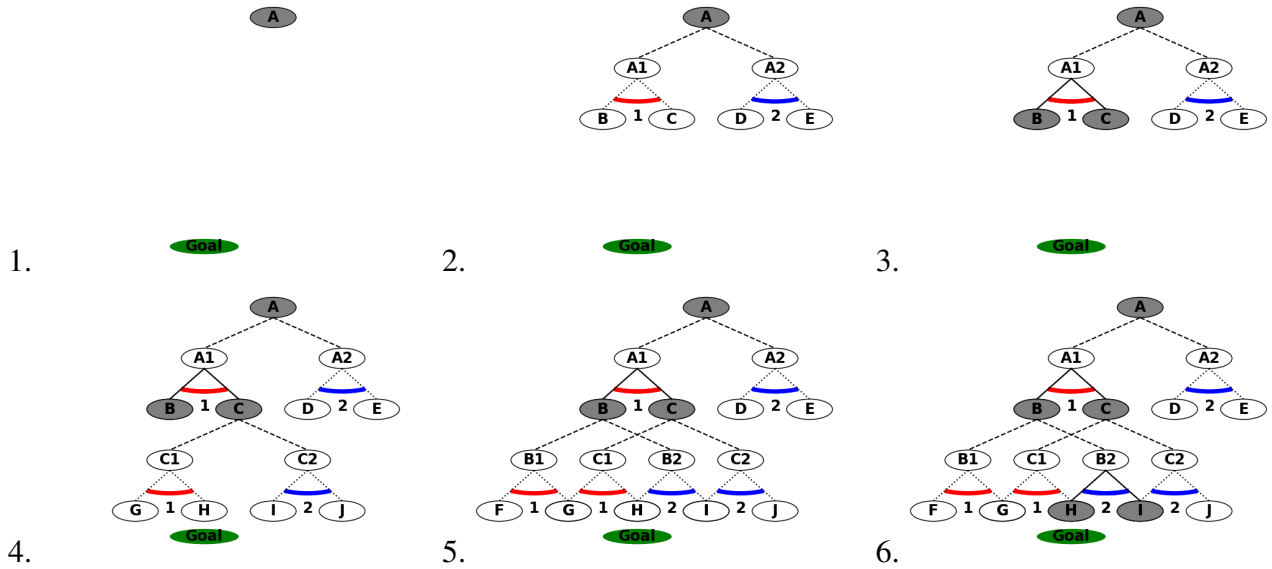 A
Goal
1.
A
A1 A2
B 1 C D 2 E
Goal
2.
A
A1 A2
B 1 C D 2 E
Goal
3.
A
A1 A2
B 1 C D 2 E
C1 C2
G 1 H I 2 J
Goal
4.
A
A1 A2
B 1 C D 2 E
B1 C1 B2 C2
F 1 G 1 H 2 I 2 J
Goal
5.
A
A1 A2
B 1 C D 2 E
B1 C1 B2 C2
F 1 G 1 H 2 I 2 J
Goal
6.